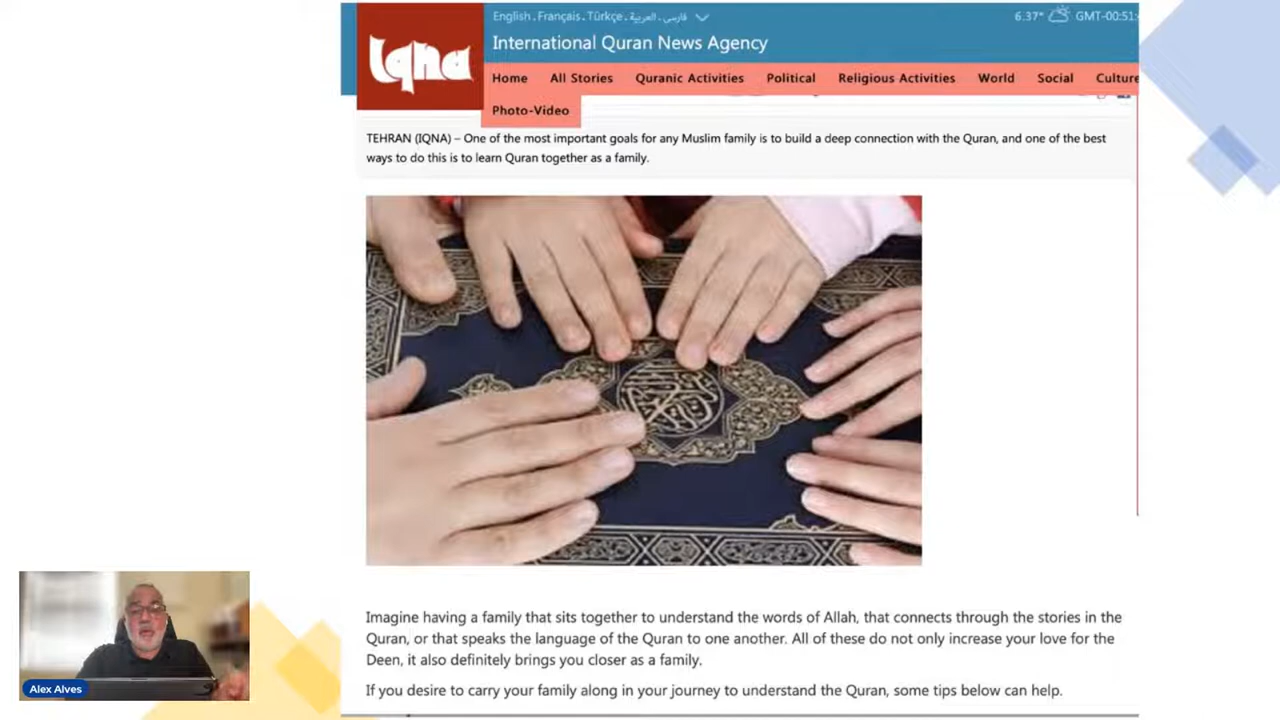 English . Français . Türkçe . فارسی . العربية
6.37° GMT-00:51:
Iqna
International Quran News Agency
Home All Stories Quranic Activities Political Religious Activities World Social Culture
Photo-Video
TEHRAN (IQNA) – One of the most important goals for any Muslim family is to build a deep connection with the Quran, and one of the best
ways to do this is to learn Quran together as a family.
القرآن الكريم
Imagine having a family that sits together to understand the words of Allah, that connects through the stories in the
Quran, or that speaks the language of the Quran to one another. All of these do not only increase your love for the
Deen, it also definitely brings you closer as a family.
If you desire to carry your family along in your journey to understand the Quran, some tips below can help.
Alex Alves